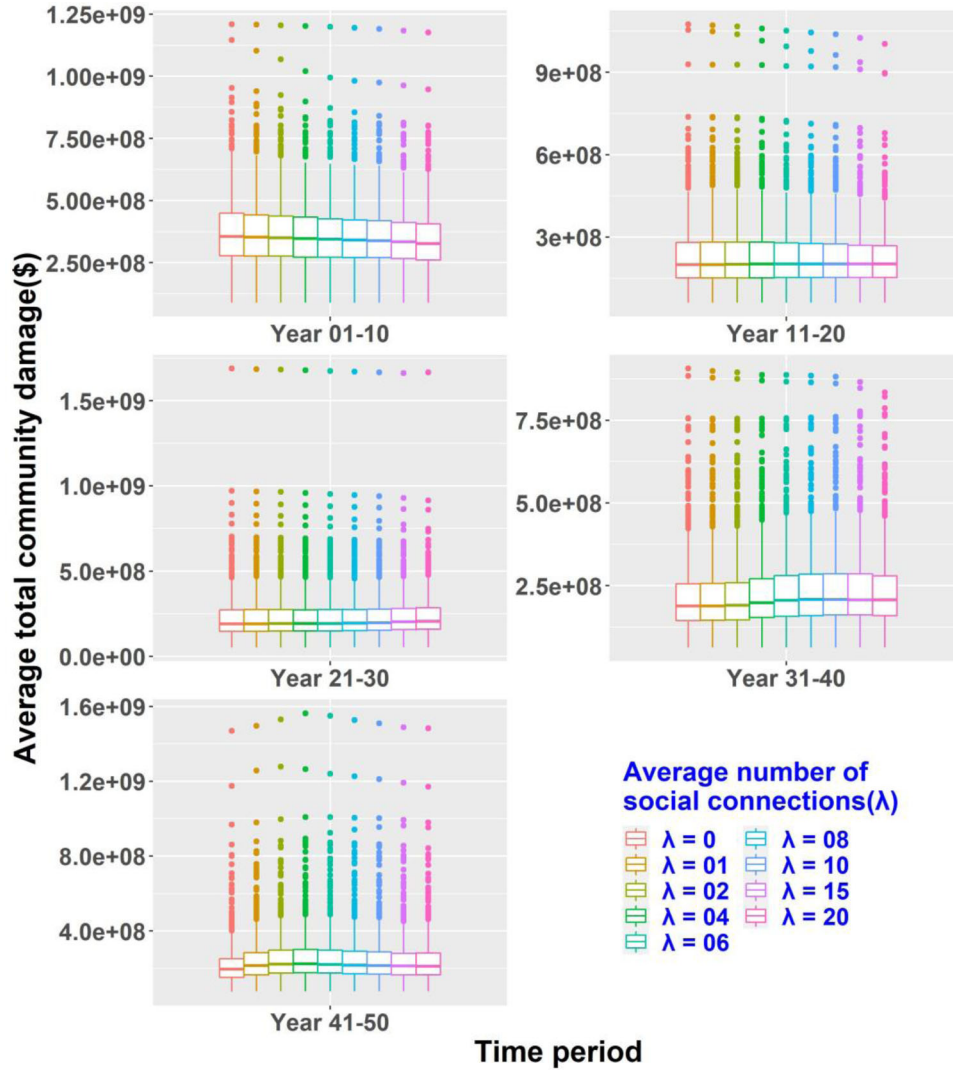 Average total community damage($)
1.25e+09
1.00e+09
7.50e+08
5.00e+08
2.50e+08
Year 01-10
9e+08
6e+08
3e+08
Year 11-20
1.5e+09
1.0e+09
5.0e+08
0.0e+00
Year 21-30
7.5e+08
5.0e+08
2.5e+08
Year 31-40
1.6e+09
1.2e+09
8.0e+08
4.0e+08
Year 41-50
Average number of
social connections(λ)
λ = 0
λ = 01
λ = 02
λ = 04
λ = 06
λ = 08
λ = 10
λ = 15
λ = 20
Time period